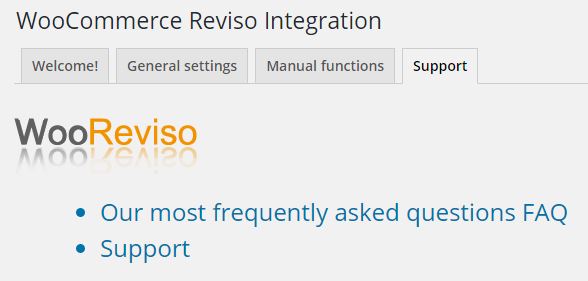 WooCommerce Reviso Integration
Welcome! General settings Manual functions Support
WooReviso
Our most frequently asked questions FAQ
Support